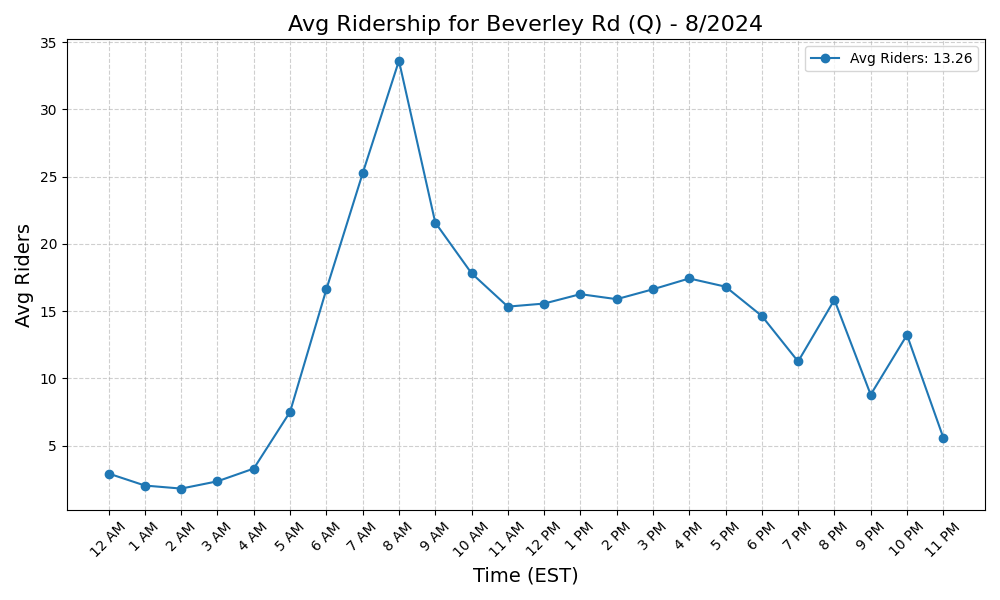 Avg Ridership for Beverley Rd (Q) - 8/2024
Avg Riders: 13.26
Avg Riders
35
30
25
20
15
10
5
12 AM
1 AM
2 AM
3 AM
4 AM
5 AM
6 AM
7 AM
8 AM
9 AM
10 AM
11 AM
12 PM
1 PM
2 PM
3 PM
4 PM
5 PM
6 PM
7 PM
8 PM
9 PM
10 PM
11 PM
Time (EST)